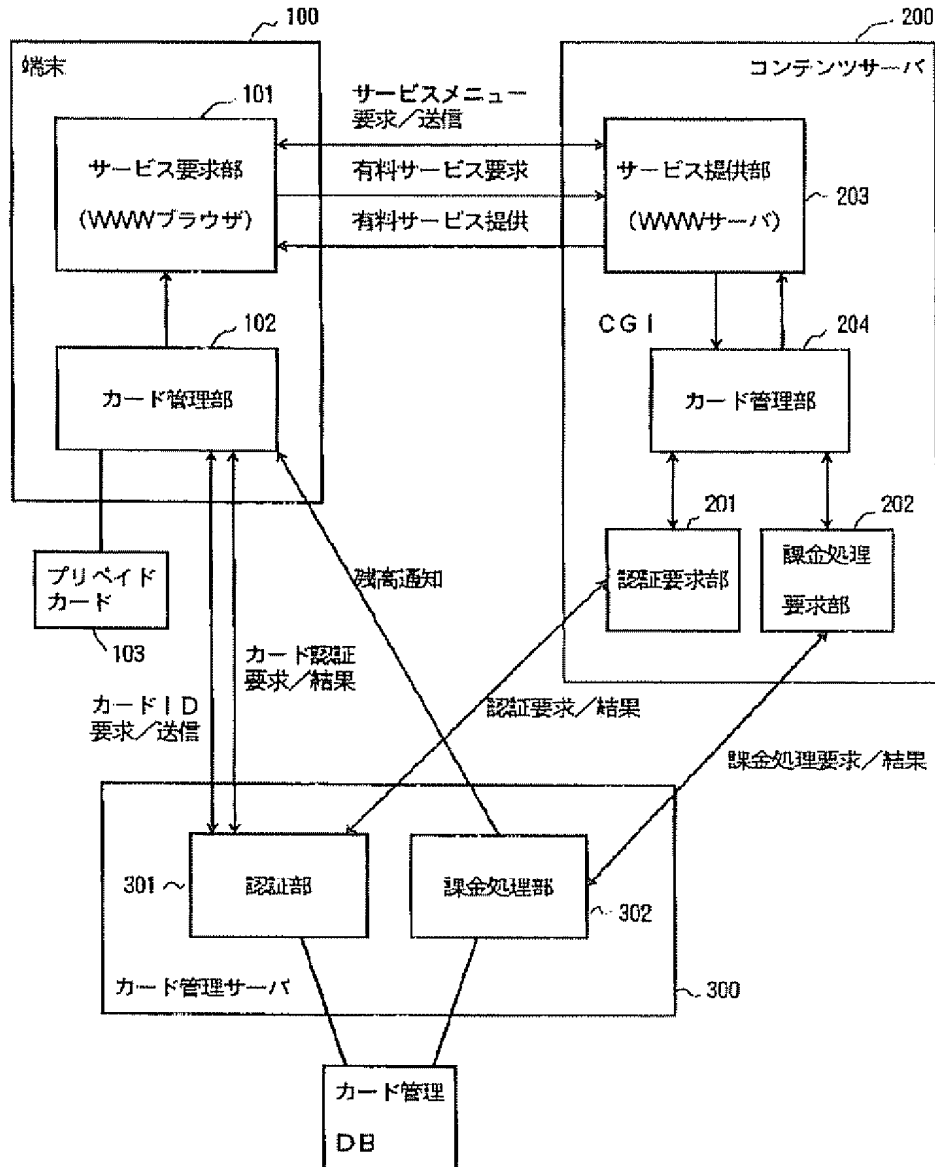 100
200
端末
コンテンツサーバ
101
サービスメニュー
要求／送信
サービス要求部
(WWWブラウザ)
有料サービス要求
有料サービス提供
サービス提供部
(WWWサーバ)
203
102
CGI
204
カード管理部
カード管理部
201
202
プリペイド
カード
103
残高通知
認証要求部
課金処理
要求部
カード認証
要求／結果
カードID
要求／送信
認証要求／結果
課金処理要求／結果
301
認証部
課金処理部
302
カード管理サーバ
300
カード管理
DB